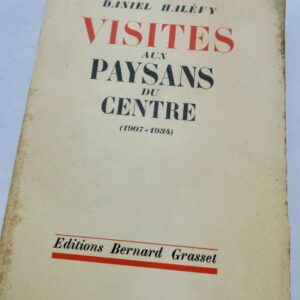 DANIEL HALÉVY
VISITES
AUX
PAYSANS
DU
CENTRE
(1907-1934)
Editions Bernard Grasset